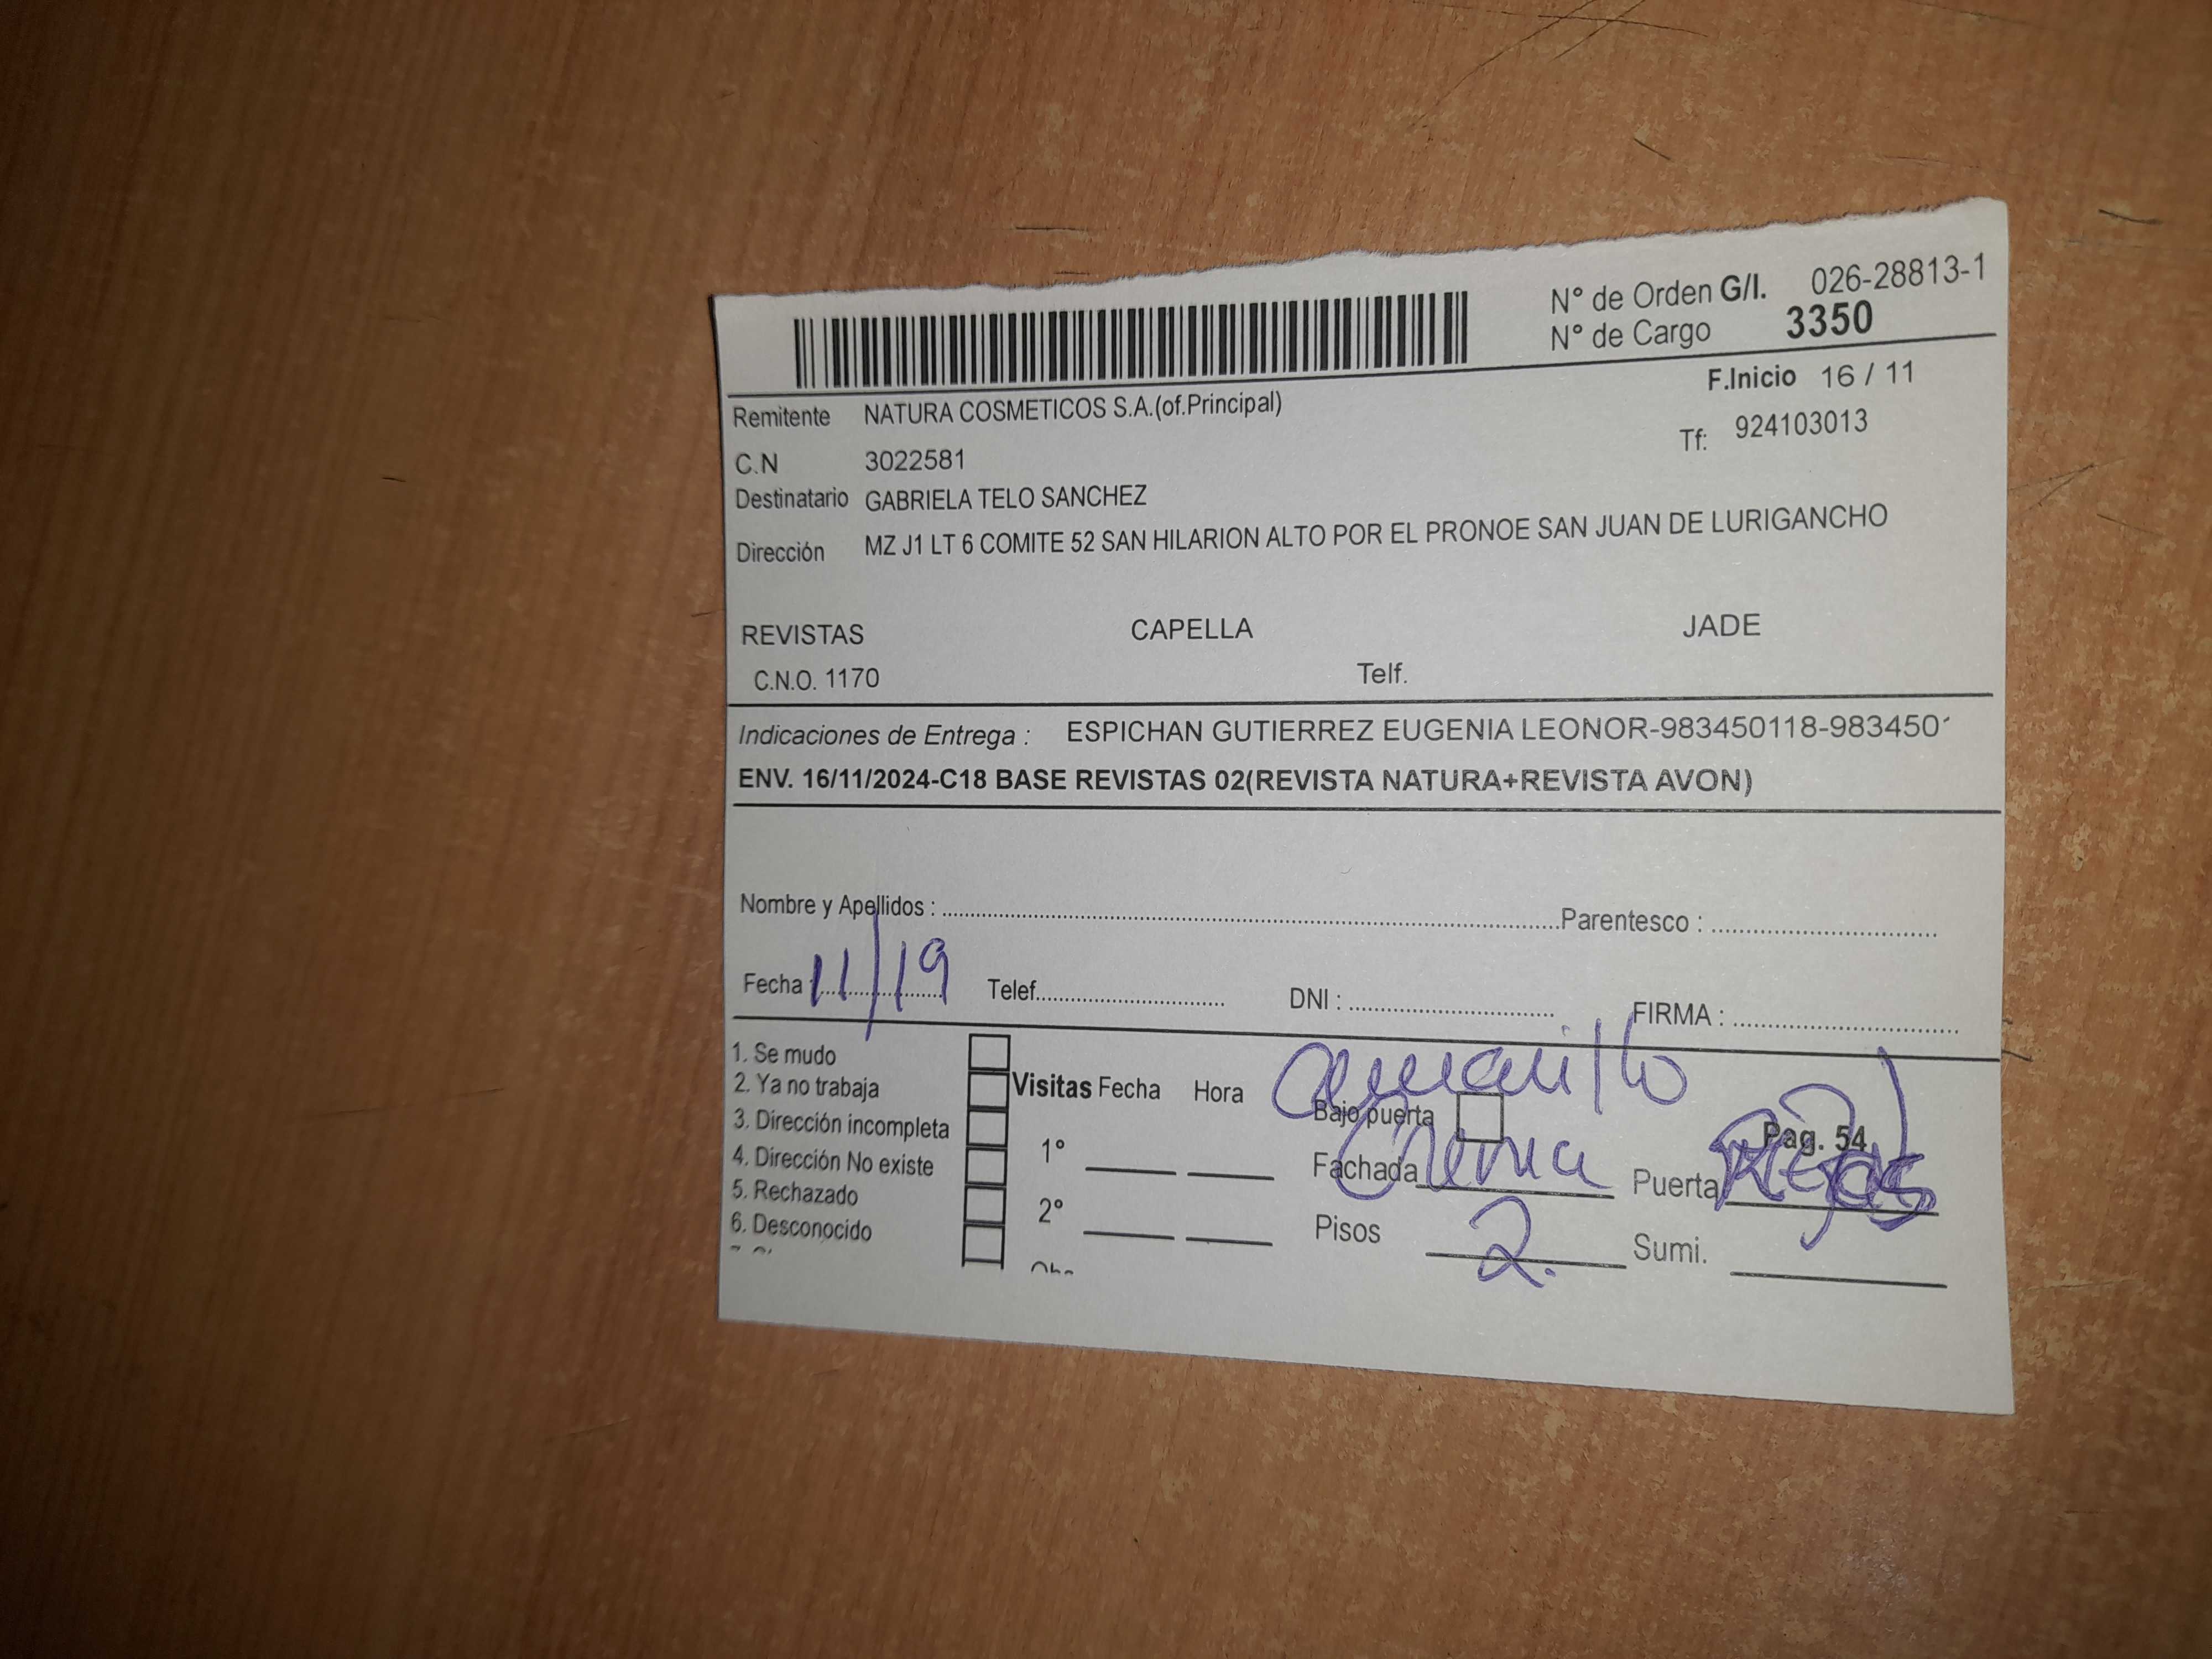 N° de Orden G/I. 026-28813-1
N° de Cargo 3350
F.Inicio 16 / 11
Remitente NATURA COSMETICOS S.A.(of.Principal)
Tf: 924103013
C.N 3022581
Destinatario GABRIELA TELO SANCHEZ
Dirección MZ J1 LT 6 COMITE 52 SAN HILARION ALTO POR EL PRONOE SAN JUAN DE LURIGANCHO
REVISTAS CAPELLA JADE
C.N.O. 1170 Telf.
Indicaciones de Entrega : ESPICHAN GUTIERREZ EUGENIA LEONOR-983450118-983450
ENV. 16/11/2024-C18 BASE REVISTAS 02(REVISTA NATURA+REVISTA AVON)
Nombre y Apellidos : Parentesco :
Fecha : 11/19 Telef. DNI : FIRMA :
1. Se mudo
2. Ya no trabaja
3. Dirección incompleta
4. Dirección No existe
5. Rechazado
6. Desconocido
Visitas Fecha Hora
1°
2°
amarillo
Bajo puerta
Pag. 54
Fachada Crema Puerta Rejas
Pisos 2. Sumi.